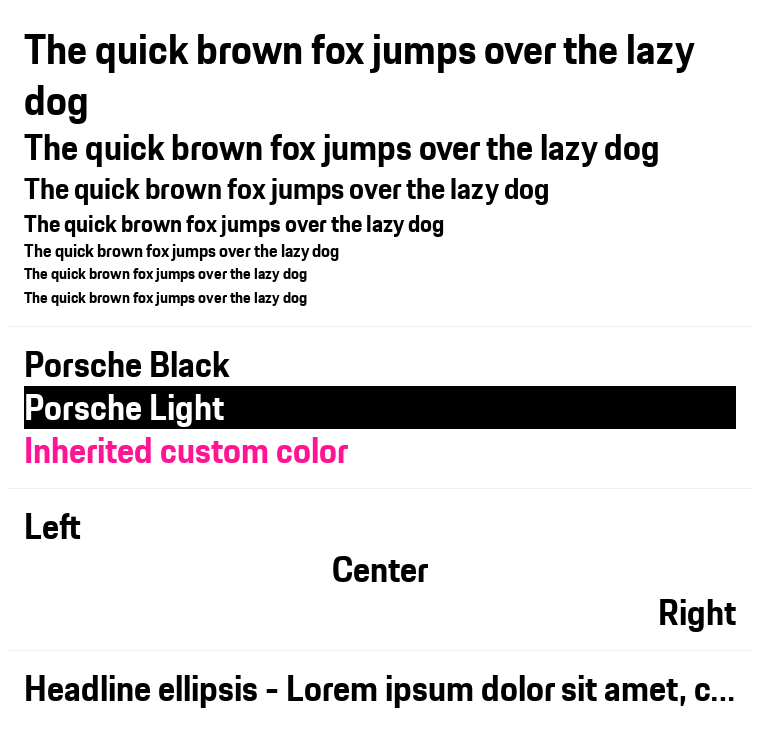 The quick brown fox jumps over the lazy
dog
The quick brown fox jumps over the lazy dog
The quick brown fox jumps over the lazy dog
The quick brown fox jumps over the lazy dog
The quick brown fox jumps over the lazy dog
The quick brown fox jumps over the lazy dog
The quick brown fox jumps over the lazy dog
Porsche Black
Porsche Light
Inherited custom color
Left
Center
Right
Headline ellipsis - Lorem ipsum dolor sit amet, c...